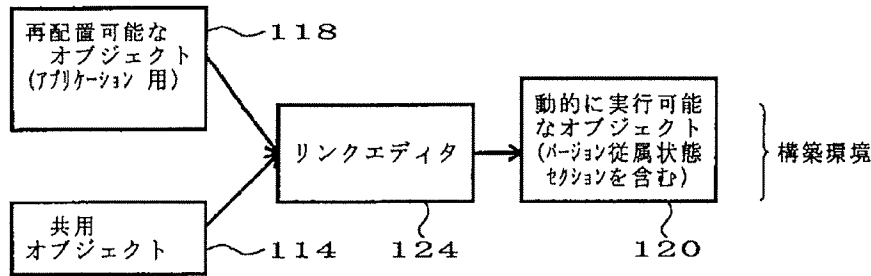 再配置可能な
オブジェクト
(アプリケーション 用)
118
共用
オブジェクト
114
リンクエディタ
124
動的に実行可能
なオブジェクト
(バージョン従属状態
セクションを含む)
120
構築環境